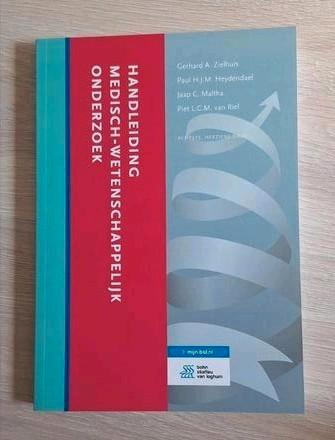 Gerhard A. Zielhuis
Paul H.J.M. Heydendael
Jaap C. Maltha
Piet L.C.M. van Riel
HANDLEIDING
MEDISCH-WETENSCHAPPELIJK
ONDERZOEK
mijn.bsl.nl
bohn
stafleu
van loghum